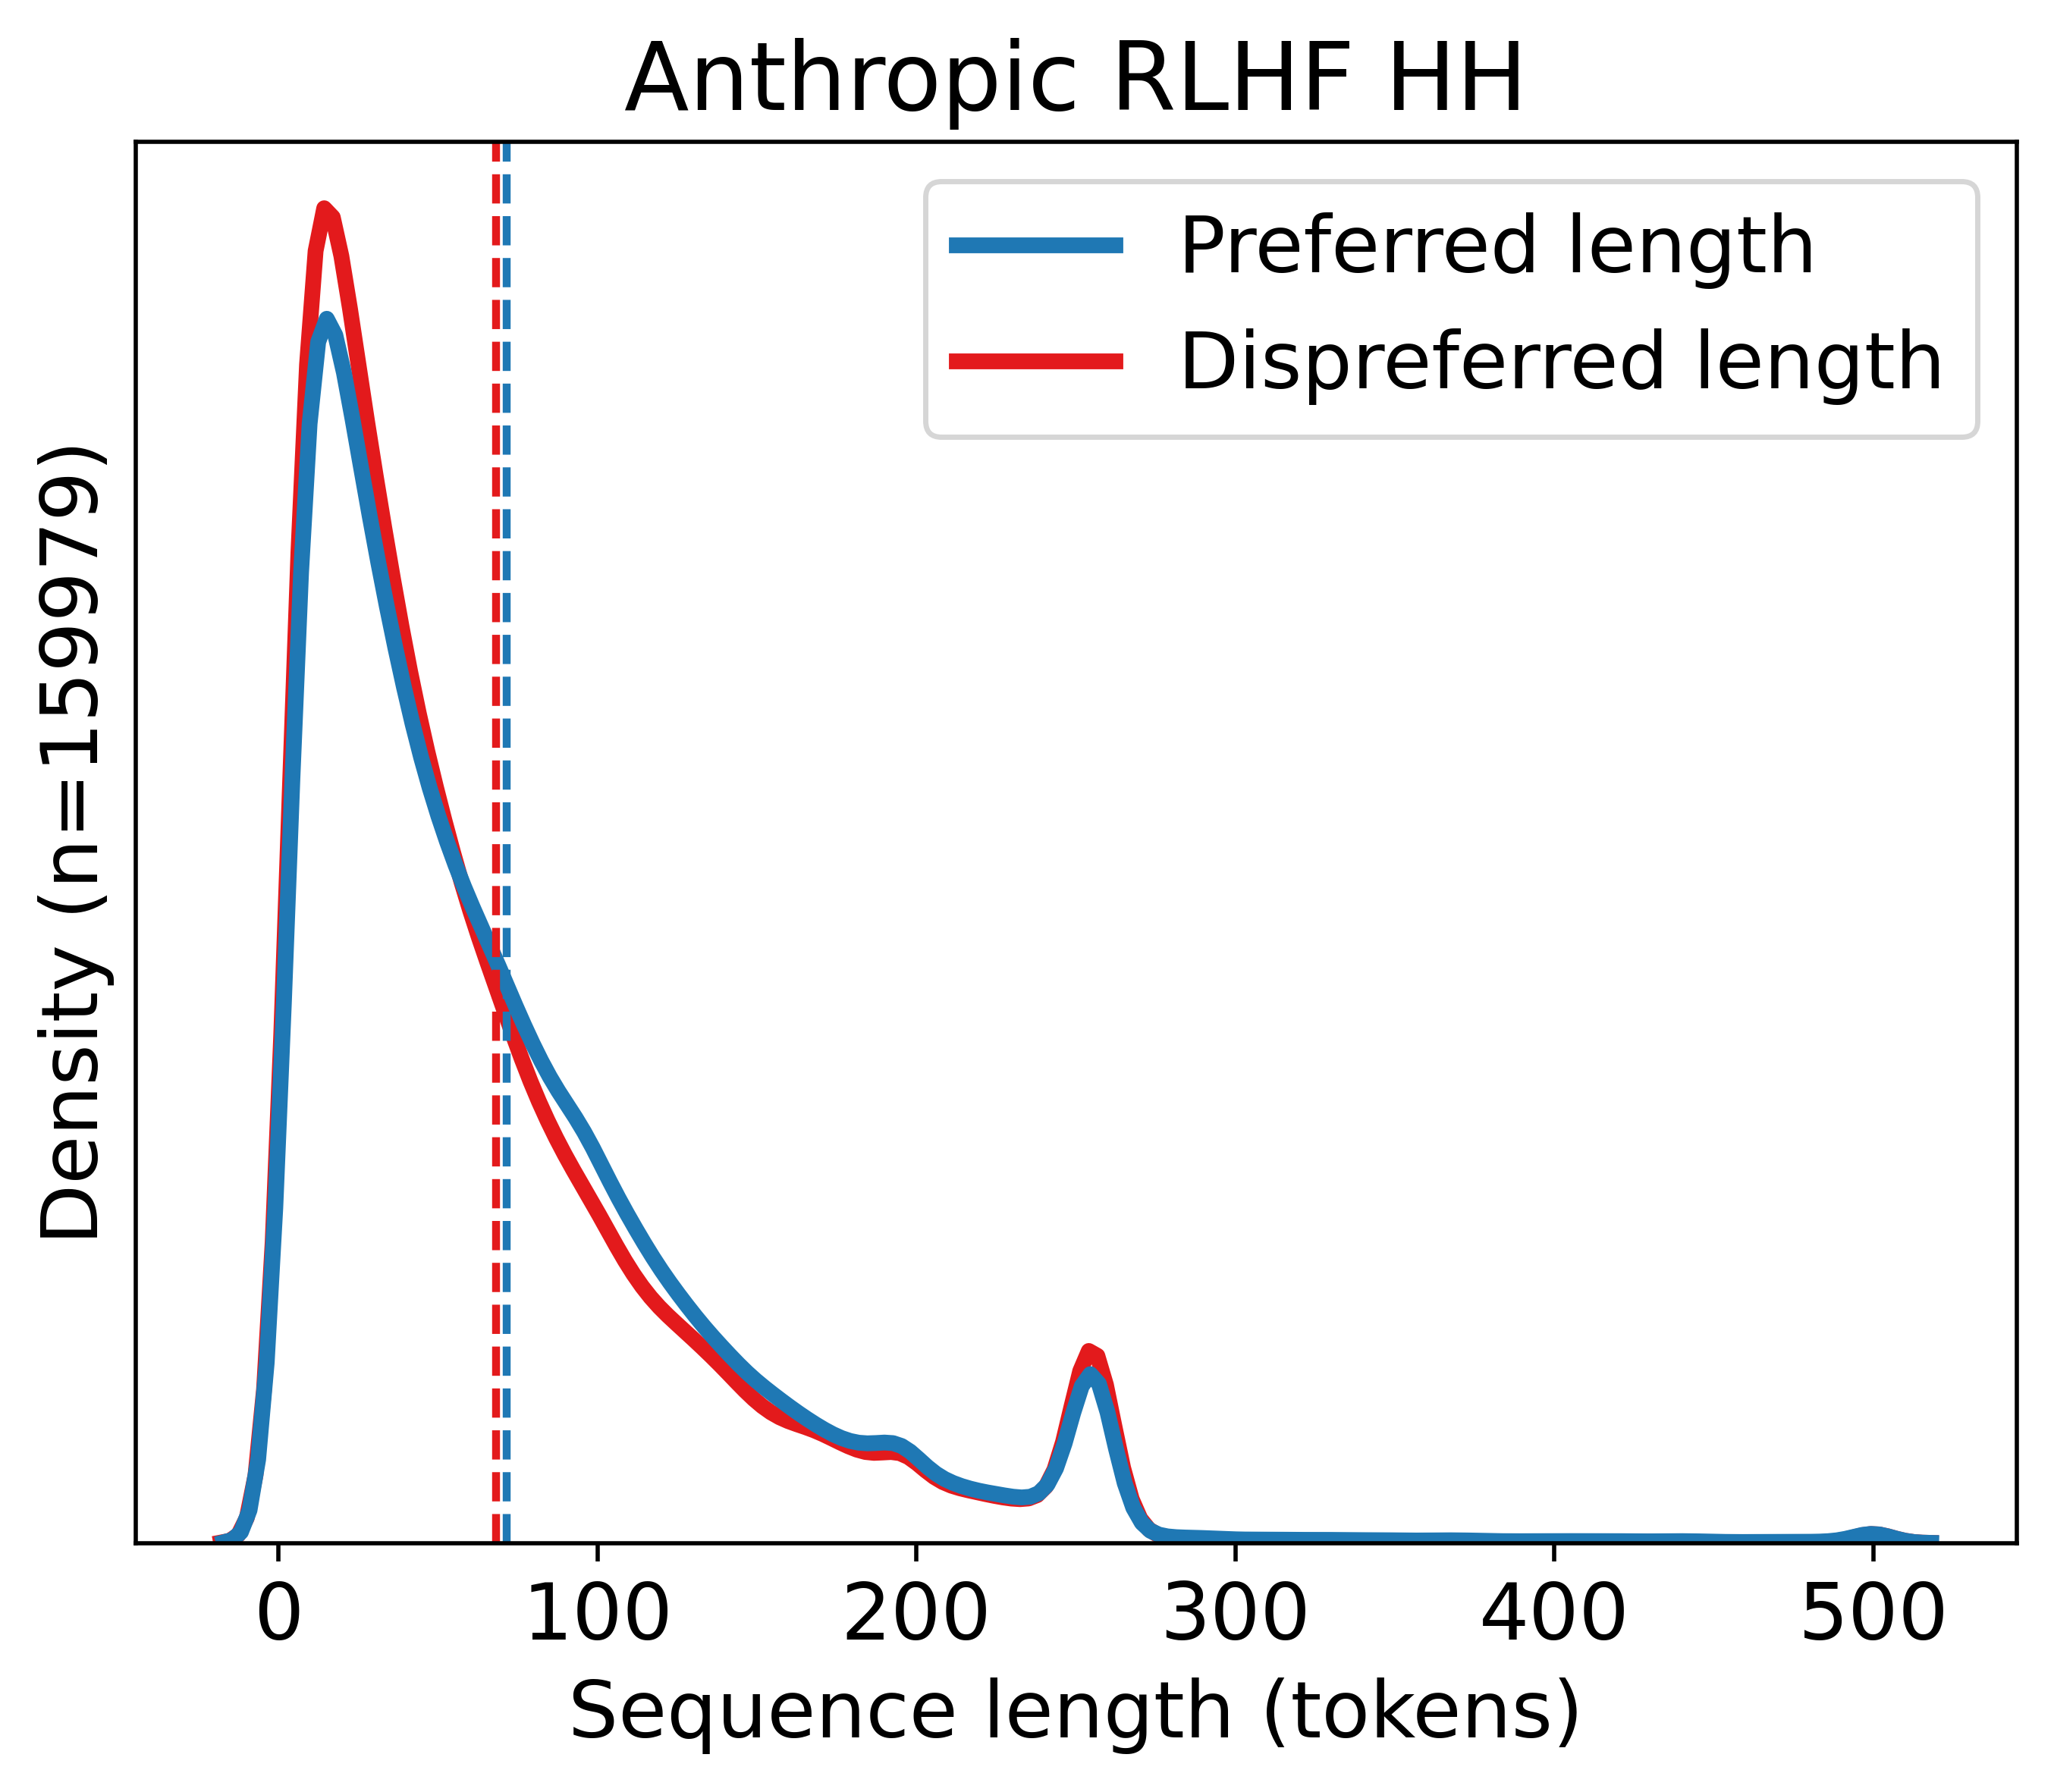 Anthropic RLHF HH
Preferred length
Dispreferred length
Density (n=159979)
0 100 200 300 400 500
Sequence length (tokens)